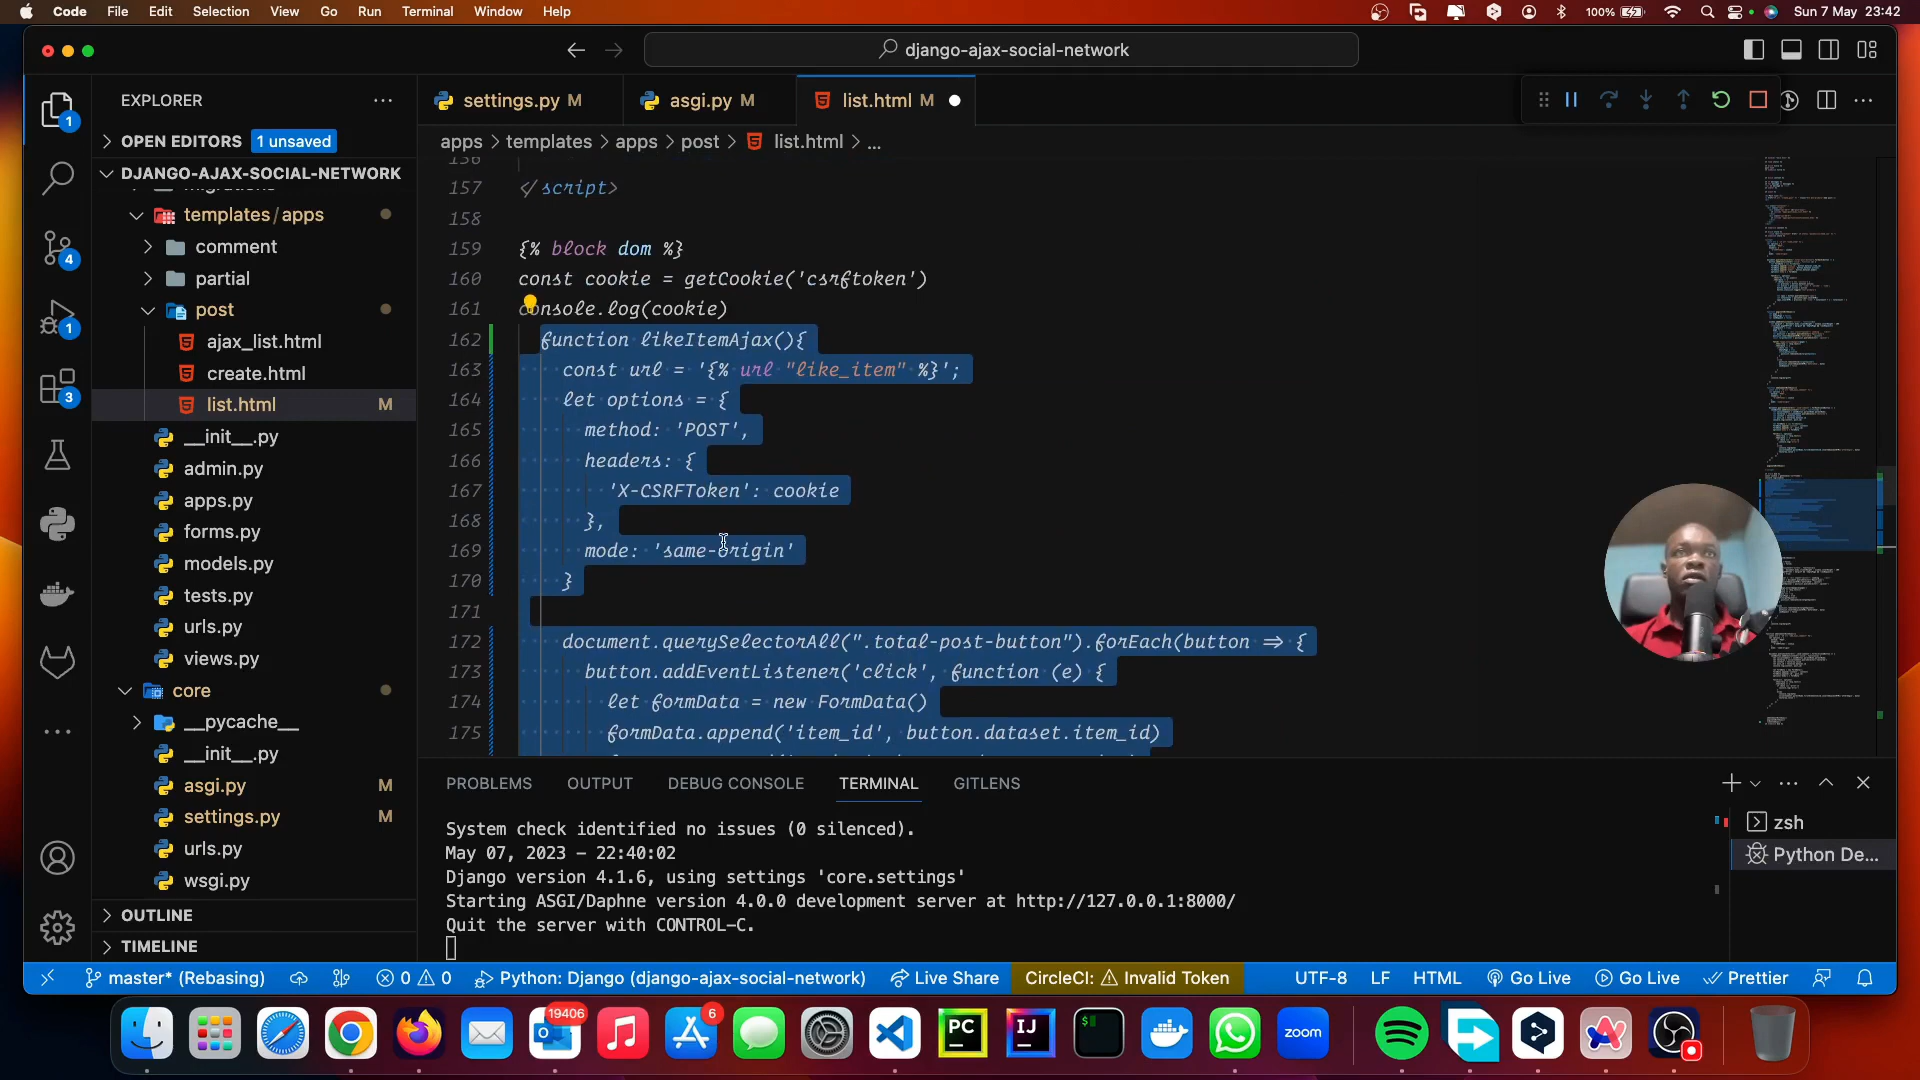 Code File Edit Selection View Go Run Terminal Window Help
100% Sun 7 May 23:42
django-ajax-social-network
EXPLORER
settings.py M
asgi.py M
list.html M
OPEN EDITORS 1 unsaved
apps > templates > apps > post > list.html > ...
DJANGO-AJAX-SOCIAL-NETWORK
templates / apps
comment
partial
post
ajax_list.html
create.html
list.html M
__init__.py
admin.py
apps.py
forms.py
models.py
tests.py
urls.py
views.py
core
__pycache__
__init__.py
asgi.py M
settings.py M
urls.py
wsgi.py
OUTLINE
TIMELINE
1
4
1
3
157 </script>
158
159 {% block dom %}
160 const cookie = getCookie('csrftoken')
161 console.log(cookie)
162 function likeItemAjax(){
163 const url = '{% url "like_item" %}';
164 let options = {
165 method: 'POST',
166 headers: {
167 'X-CSRFToken': cookie
168 },
169 mode: 'same-origin'
170 }
171
172 document.querySelectorAll(".total-post-button").forEach(button => {
173 button.addEventListener('click', function (e) {
174 let formData = new FormData()
175 formData.append('item_id', button.dataset.item_id)
PROBLEMS OUTPUT DEBUG CONSOLE TERMINAL GITLENS
System check identified no issues (0 silenced).
May 07, 2023 - 22:40:02
Django version 4.1.6, using settings 'core.settings'
Starting ASGI/Daphne version 4.0.0 development server at http://127.0.0.1:8000/
Quit the server with CONTROL-C.
zsh
Python De...
master* (Rebasing) 0 0 Python: Django (django-ajax-social-network) Live Share CircleCI: Invalid Token UTF-8 LF HTML Go Live Go Live Prettier
19406
6
PC
IJ
$
zoom